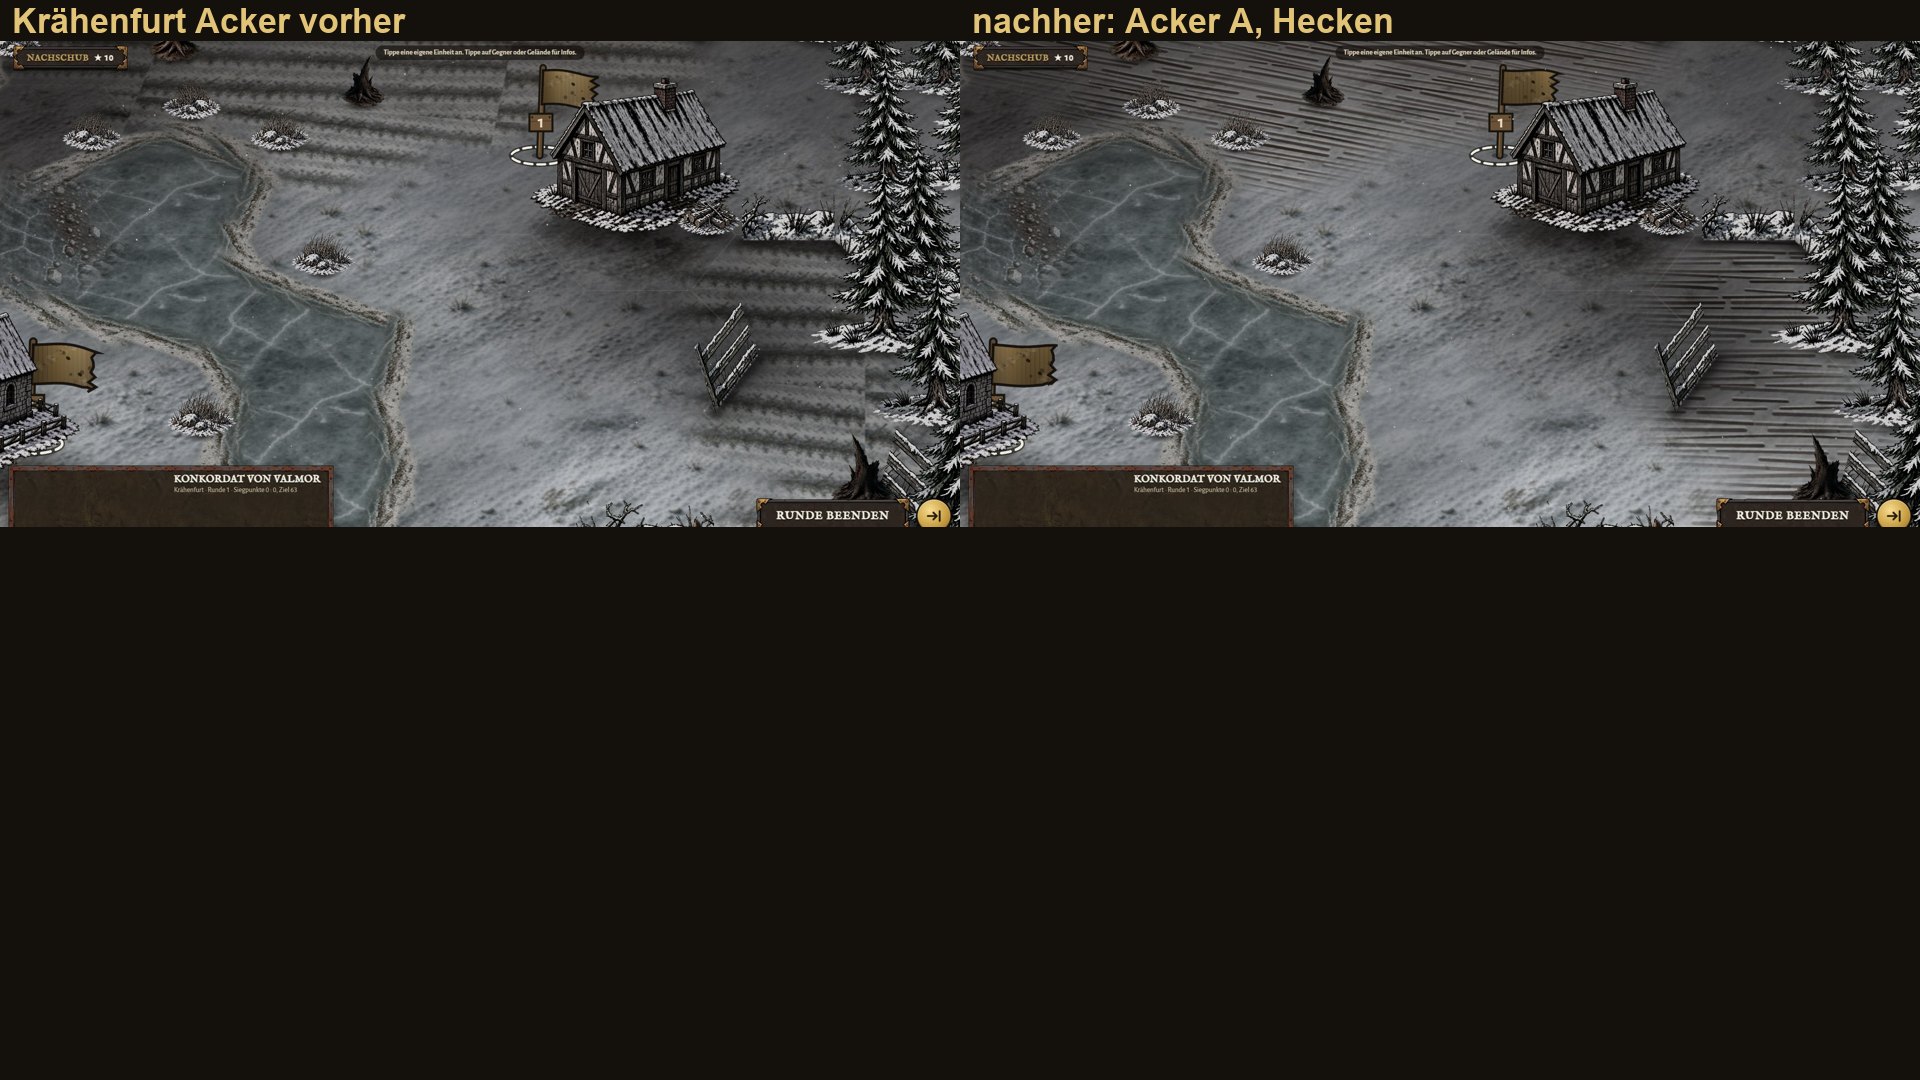 Krähenfurt Acker vorher
nachher: Acker A, Hecken
NACHSCHUB ★ 10
Tippe eine eigene Einheit an. Tippe auf Gegner oder Gelände für Infos.
1
KONKORDAT VON VALMOR
Krähenfurt · Runde 1 · Siegpunkte 0 : 0, Ziel 63
RUNDE BEENDEN
NACHSCHUB ★ 10
Tippe eine eigene Einheit an. Tippe auf Gegner oder Gelände für Infos.
1
KONKORDAT VON VALMOR
Krähenfurt · Runde 1 · Siegpunkte 0 : 0, Ziel 63
RUNDE BEENDEN